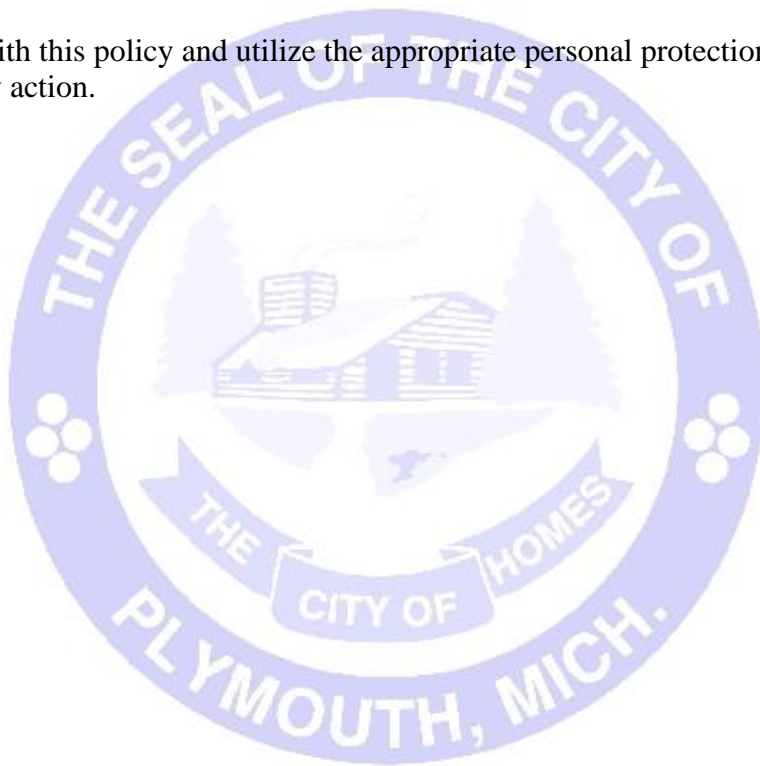 ith this policy and utilize the appropriate personal protection
action.
THE SEAL OF THE CITY OF
THE
CITY OF
HOMES
PLYMOUTH, MICH.